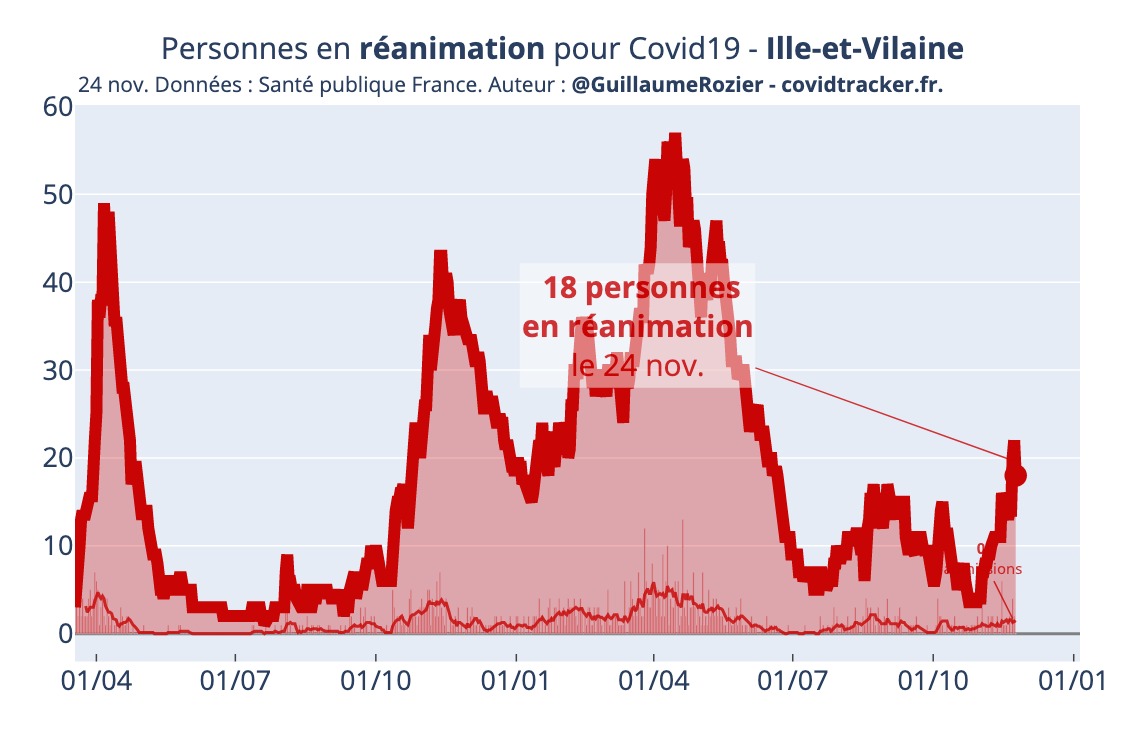 Personnes en réanimation pour Covid19 - Ille-et-Vilaine
24 nov. Données : Santé publique France. Auteur : @GuillaumeRozier - covidtracker.fr.
60
50
40
30
20
10
0
18 personnes
en réanimation
le 24 nov.
0
admissions
01/04
01/07
01/10
01/01
01/04
01/07
01/10
01/01